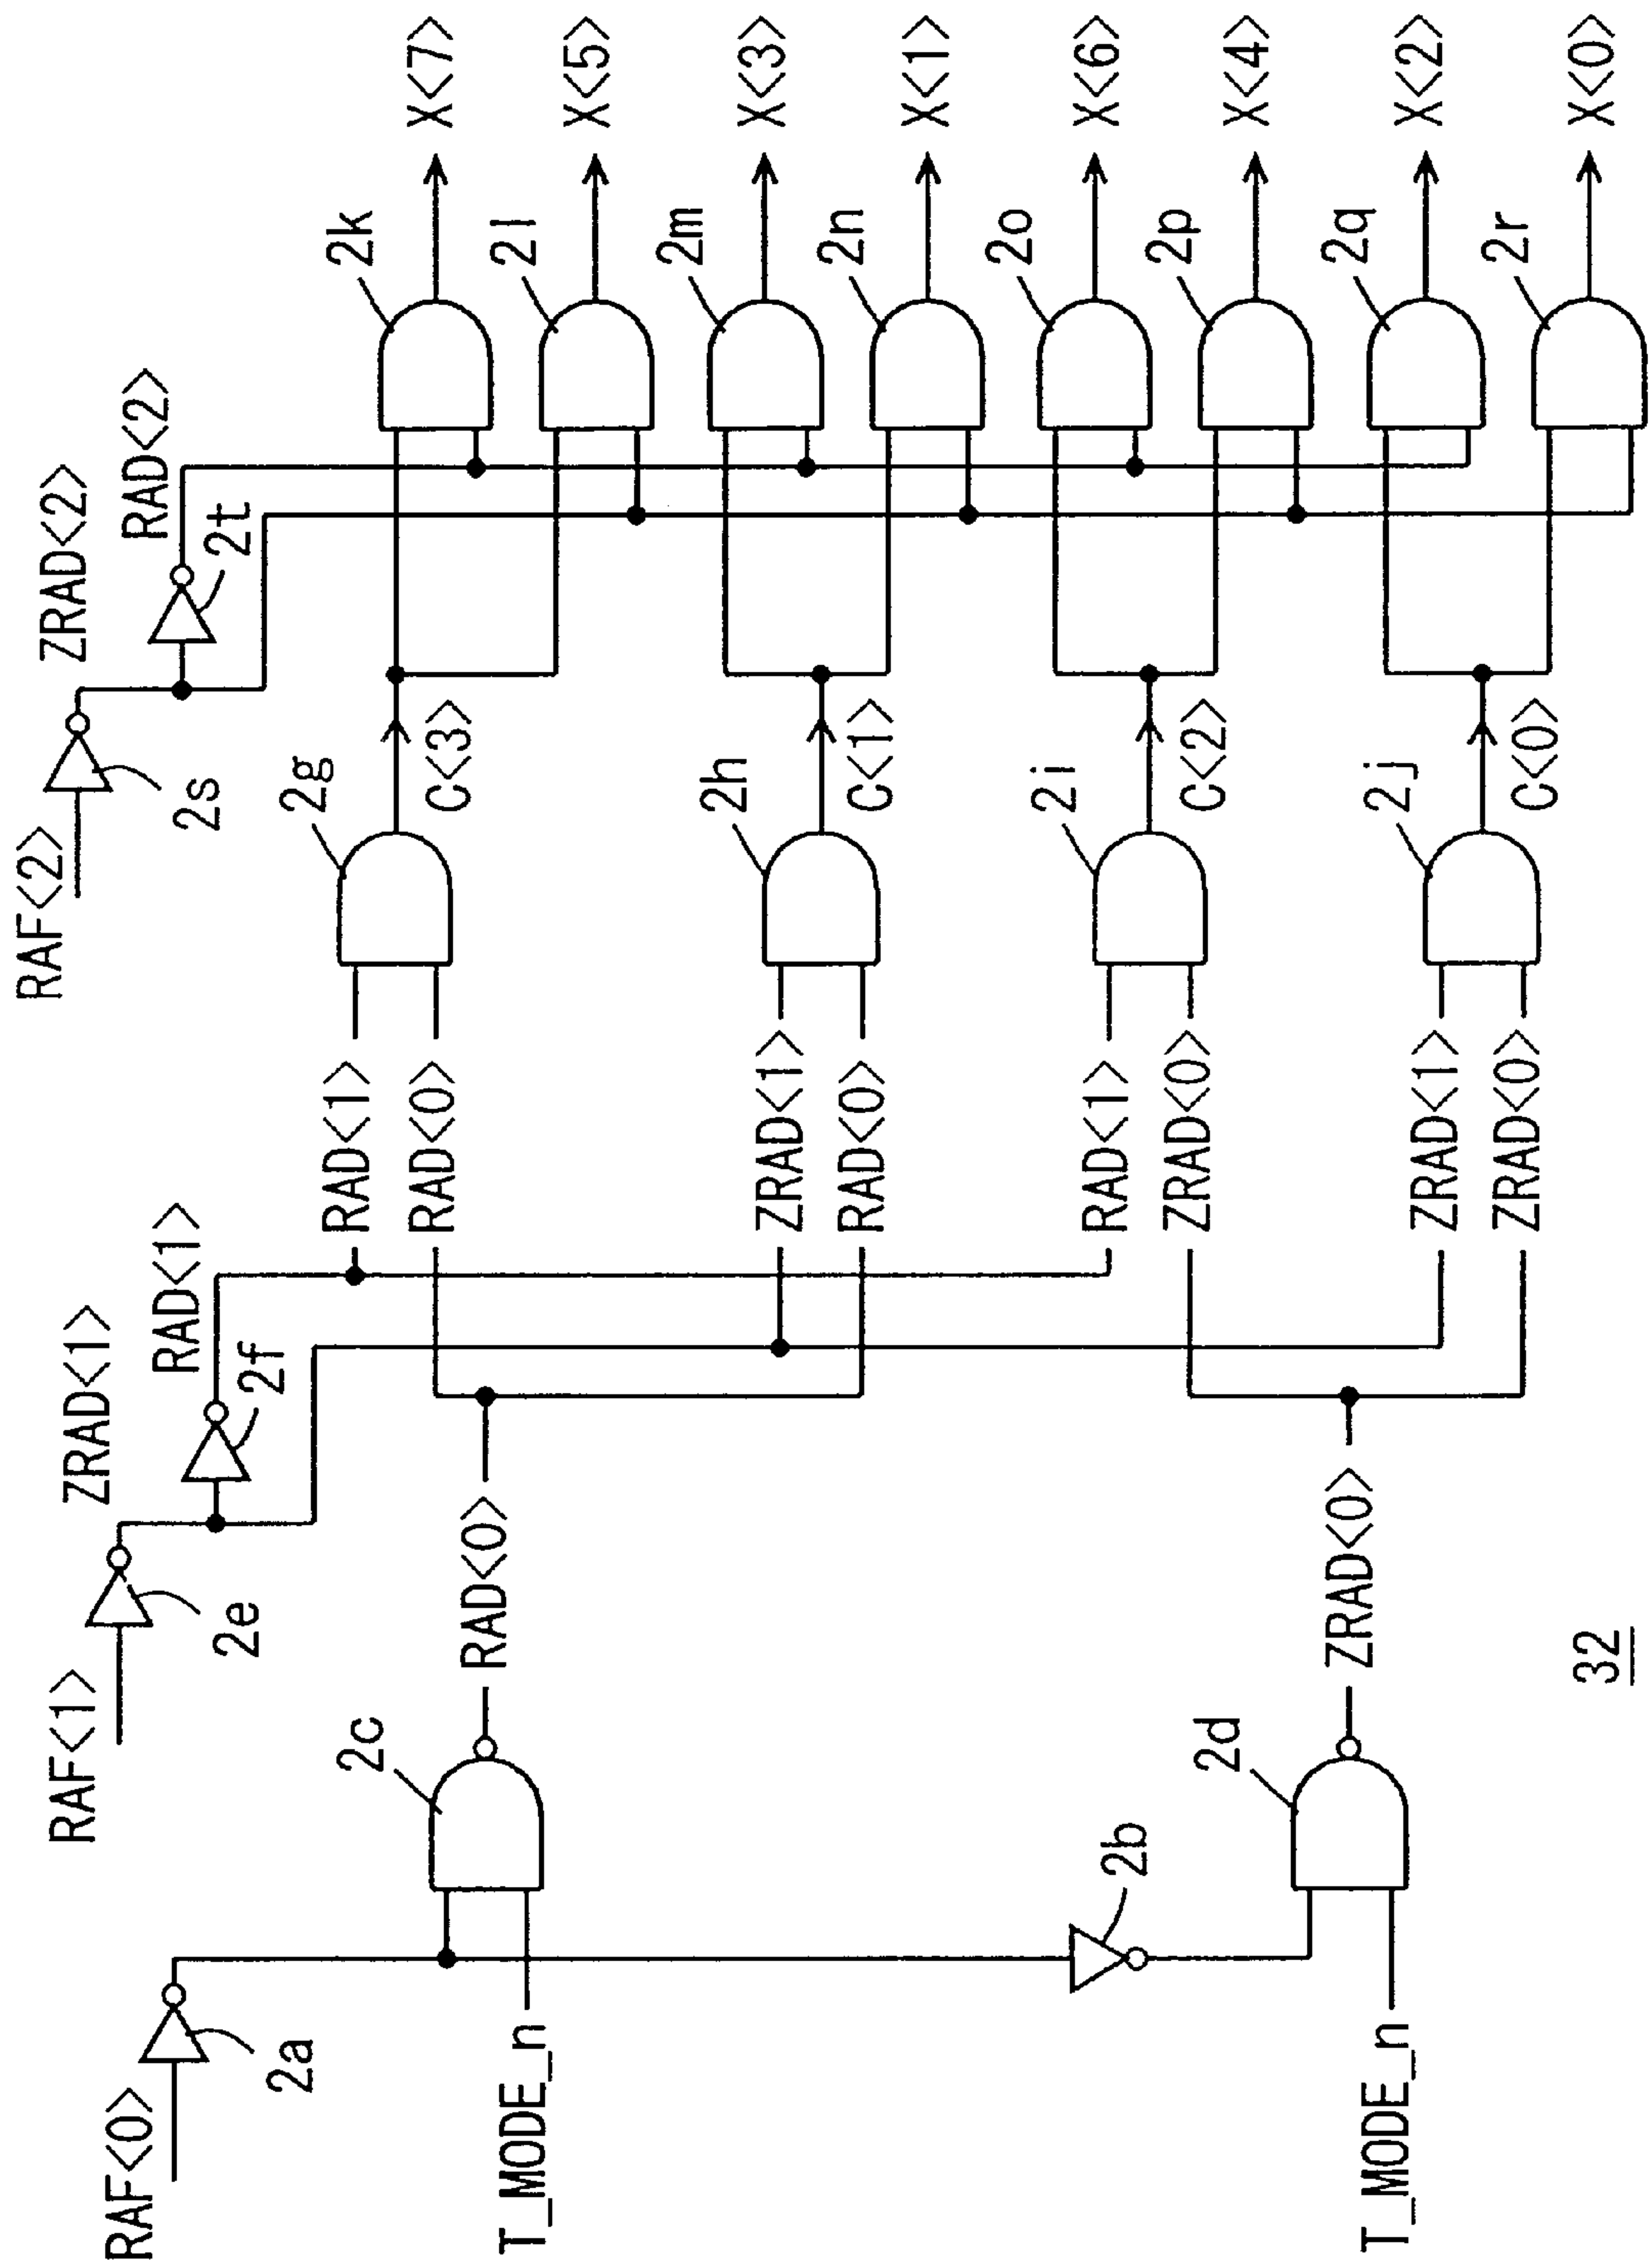 RAF<0>
2a
T_MODE_n
2c
2b
T_MODE_n
2d
RAF<1>
2e
ZRAD<1>
2f
RAD<1>
RAD<0>
ZRAD<0>
RAD<1>
RAD<0>
ZRAD<1>
RAD<0>
RAD<1>
ZRAD<0>
ZRAD<1>
ZRAD<0>
RAF<2>
2s
ZRAD<2>
2t
RAD<2>
2g
C<3>
2h
C<1>
2i
C<2>
2j
C<0>
2k
2l
2m
2n
2o
2p
2q
2r
X<7>
X<5>
X<3>
X<1>
X<6>
X<4>
X<2>
X<0>
32